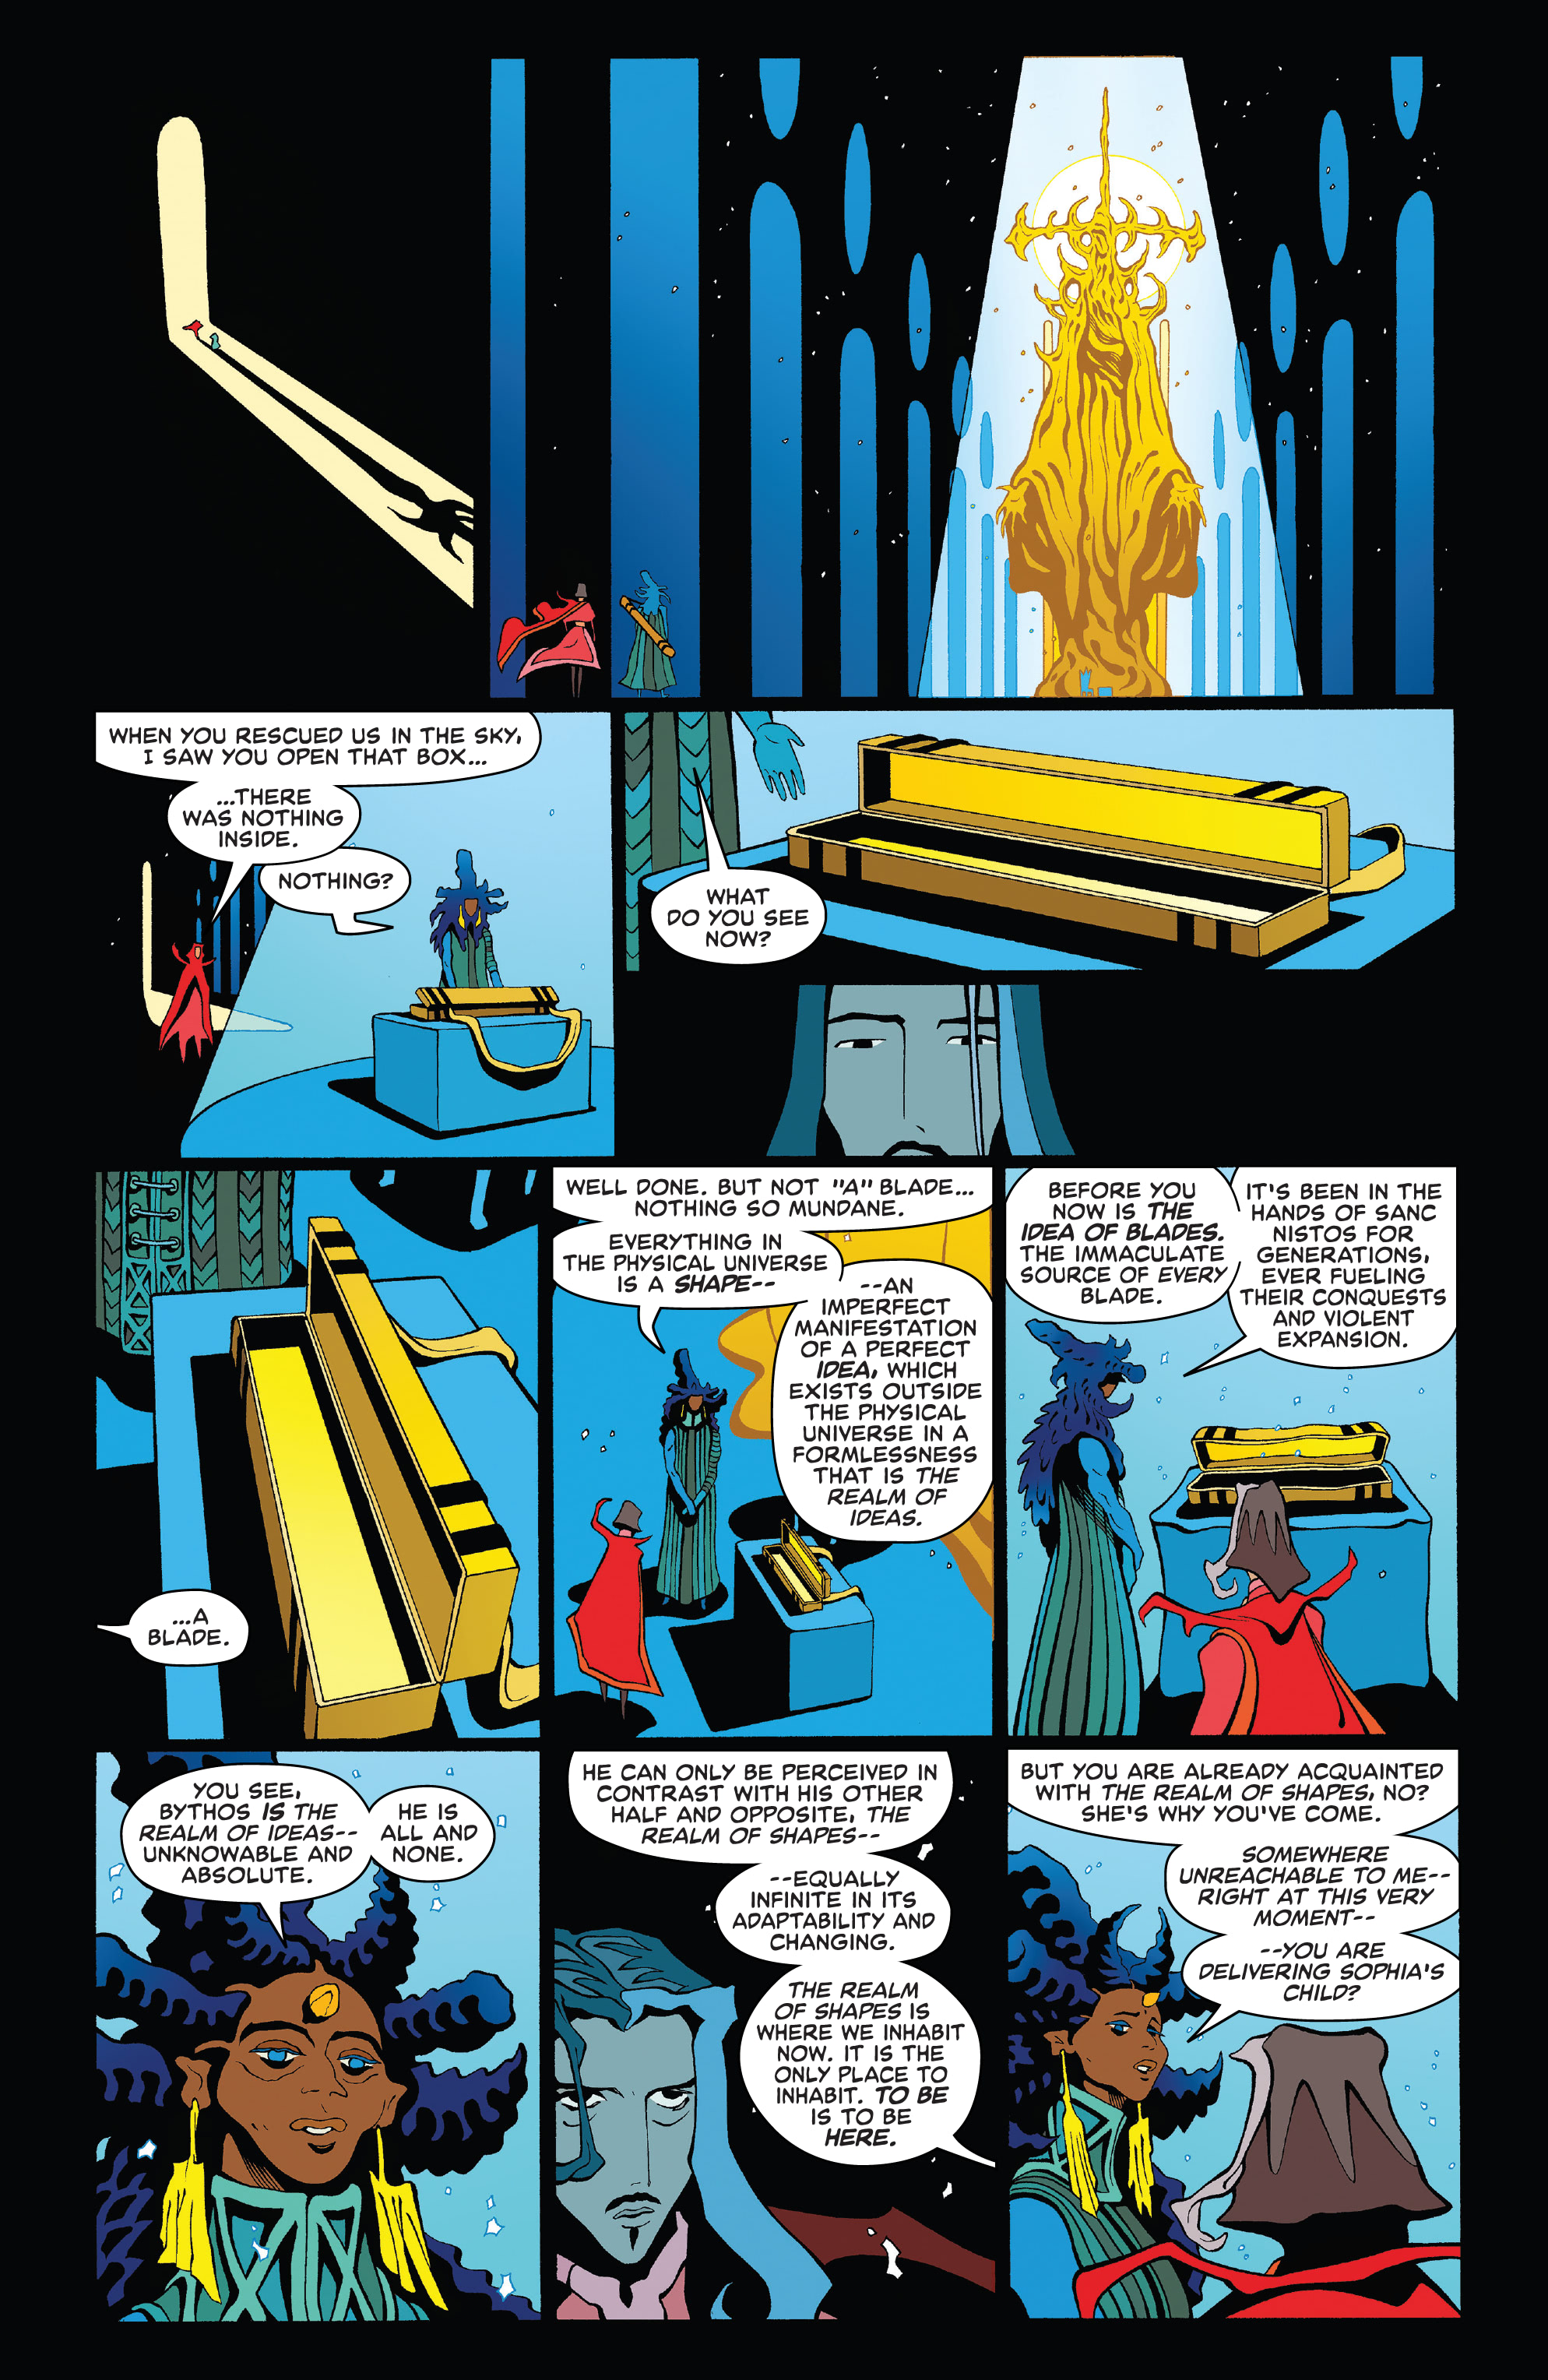 WHEN YOU RESCUED US IN THE SKY,
I SAW YOU OPEN THAT BOX...
...THERE
WAS NOTHING
INSIDE.
NOTHING?
WHAT
DO YOU SEE
NOW?
...A
BLADE.
WELL DONE. BUT NOT "A" BLADE...
NOTHING SO MUNDANE.
EVERYTHING IN
THE PHYSICAL UNIVERSE
IS A SHAPE--
--AN
IMPERFECT
MANIFESTATION
OF A PERFECT
IDEA, WHICH
EXISTS OUTSIDE
THE PHYSICAL
UNIVERSE IN A
FORMLESSNESS
THAT IS THE
REALM OF
IDEAS.
BEFORE YOU
NOW IS THE
IDEA OF BLADES.
THE IMMACULATE
SOURCE OF EVERY
BLADE.
IT'S BEEN IN THE
HANDS OF SANC
NISTOS FOR
GENERATIONS,
EVER FUELING
THEIR CONQUESTS
AND VIOLENT
EXPANSION.
YOU SEE,
BYTHOS IS THE
REALM OF IDEAS--
UNKNOWABLE AND
ABSOLUTE.
HE IS
ALL AND
NONE.
HE CAN ONLY BE PERCEIVED IN
CONTRAST WITH HIS OTHER
HALF AND OPPOSITE, THE
REALM OF SHAPES--
--EQUALLY
INFINITE IN ITS
ADAPTABILITY AND
CHANGING.
THE REALM
OF SHAPES IS
WHERE WE INHABIT
NOW. IT IS THE
ONLY PLACE TO
INHABIT. TO BE
IS TO BE
HERE.
BUT YOU ARE ALREADY ACQUAINTED
WITH THE REALM OF SHAPES, NO?
SHE'S WHY YOU'VE COME.
SOMEWHERE
UNREACHABLE TO ME--
RIGHT AT THIS VERY
MOMENT--
--YOU ARE
DELIVERING SOPHIA'S
CHILD?